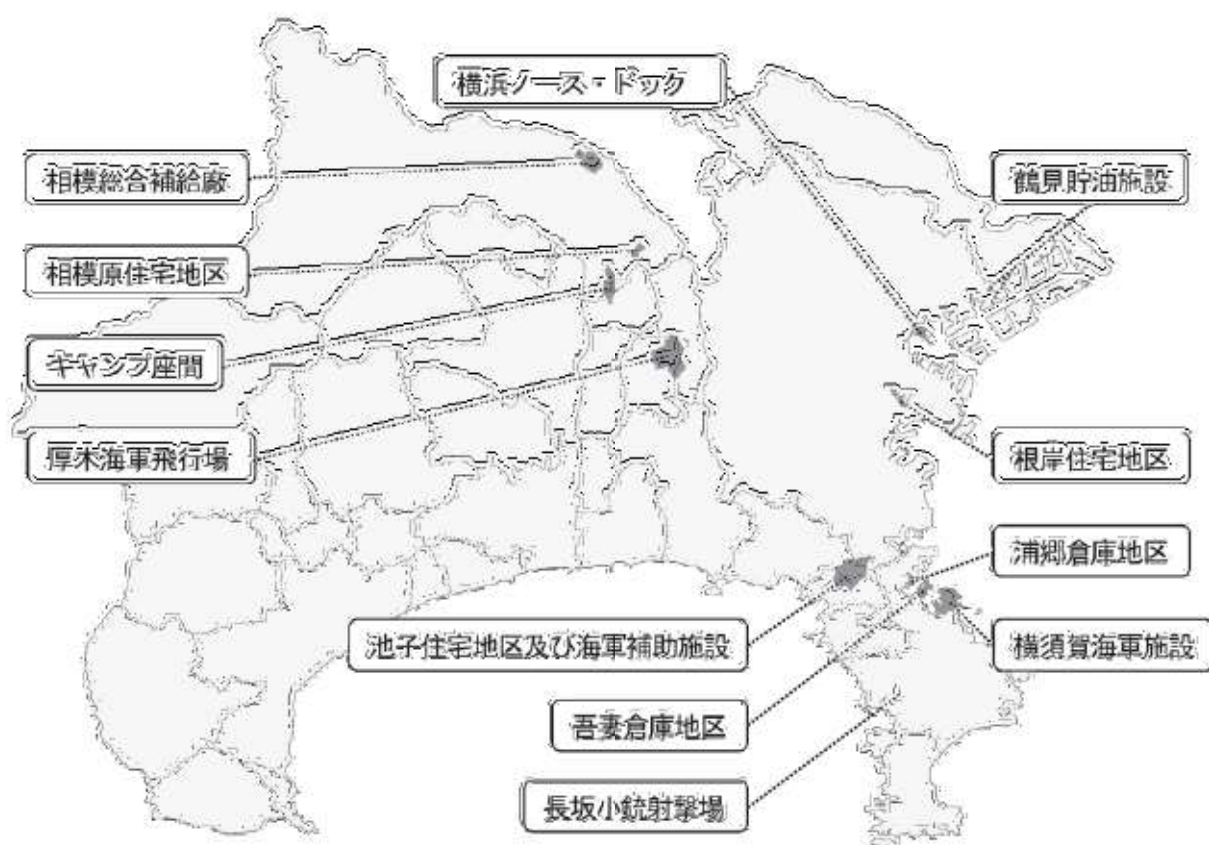 横浜ノース・ドック
相模総合補給廠
鶴見貯油施設
相模原住宅地区
キャンプ座間
厚木海軍飛行場
根岸住宅地区
浦郷倉庫地区
池子住宅地区及び海軍補助施設
横須賀海軍施設
吾妻倉庫地区
長坂小銃射撃場